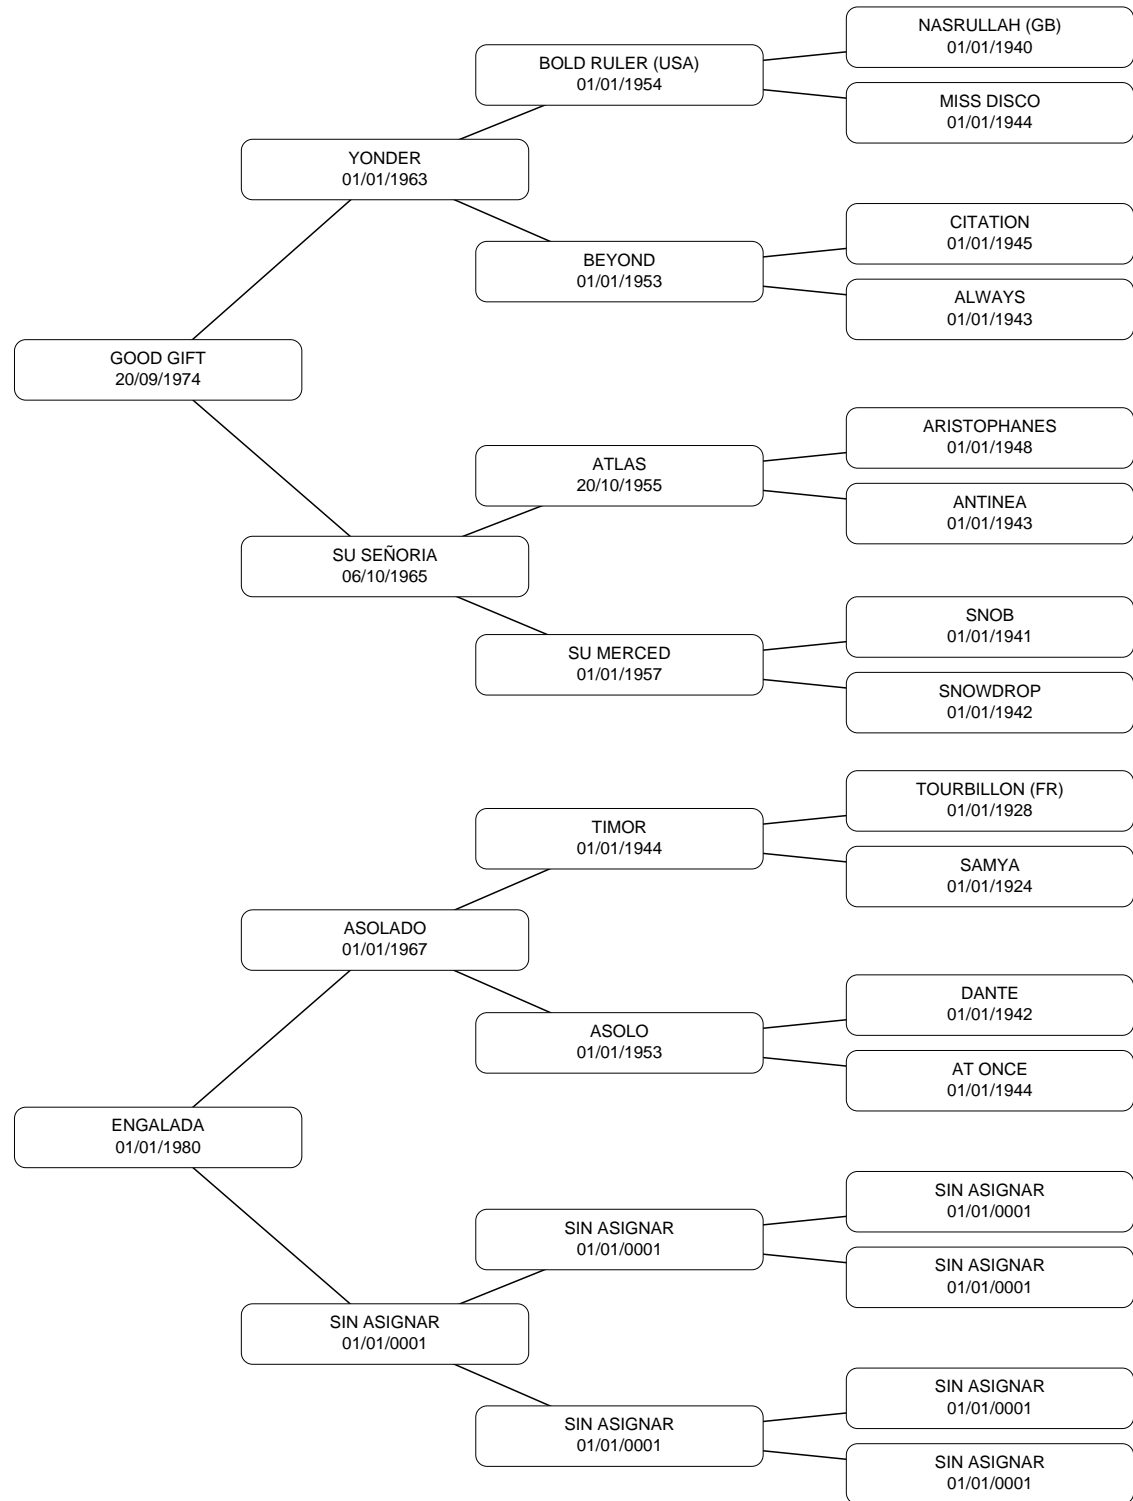 NASRULLAH (GB)
01/01/1940
BOLD RULER (USA)
01/01/1954
MISS DISCO
01/01/1944
YONDER
01/01/1963
CITATION
01/01/1945
BEYOND
01/01/1953
ALWAYS
01/01/1943
GOOD GIFT
20/09/1974
ARISTOPHANES
01/01/1948
ATLAS
20/10/1955
ANTINEA
01/01/1943
SU SEÑORIA
06/10/1965
SNOB
01/01/1941
SU MERCED
01/01/1957
SNOWDROP
01/01/1942
TOURBILLON (FR)
01/01/1928
TIMOR
01/01/1944
SAMYA
01/01/1924
ASOLADO
01/01/1967
DANTE
01/01/1942
ASOLO
01/01/1953
AT ONCE
01/01/1944
ENGALADA
01/01/1980
SIN ASIGNAR
01/01/0001
SIN ASIGNAR
01/01/0001
SIN ASIGNAR
01/01/0001
SIN ASIGNAR
01/01/0001
SIN ASIGNAR
01/01/0001
SIN ASIGNAR
01/01/0001
SIN ASIGNAR
01/01/0001